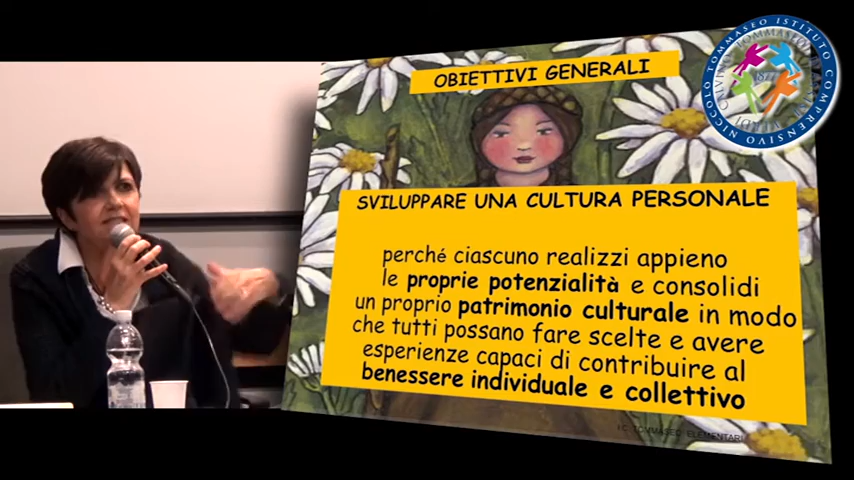 OBIETTIVI GENERALI
NICCOLÒ TOMMASEO ISTITUTO COMPRENSIVO
SVILUPPARE UNA CULTURA PERSONALE
perché ciascuno realizzi appieno
le proprie potenzialità e consolidi
un proprio patrimonio culturale in modo
che tutti possano fare scelte e avere
esperienze capaci di contribuire al
benessere individuale e collettivo
I.C. TOMMASEO ELEMENTARI